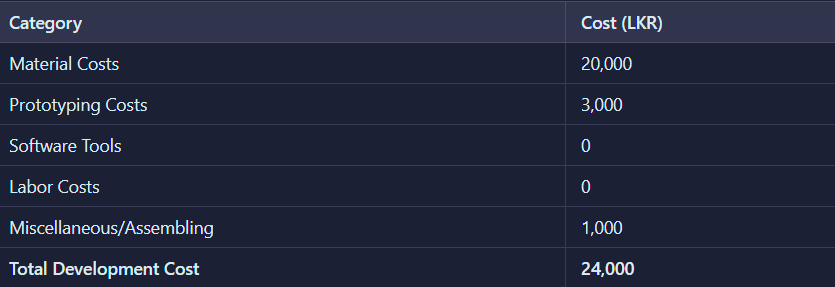 Category Cost (LKR)
Material Costs 20,000
Prototyping Costs 3,000
Software Tools 0
Labor Costs 0
Miscellaneous/Assembling 1,000
Total Development Cost 24,000